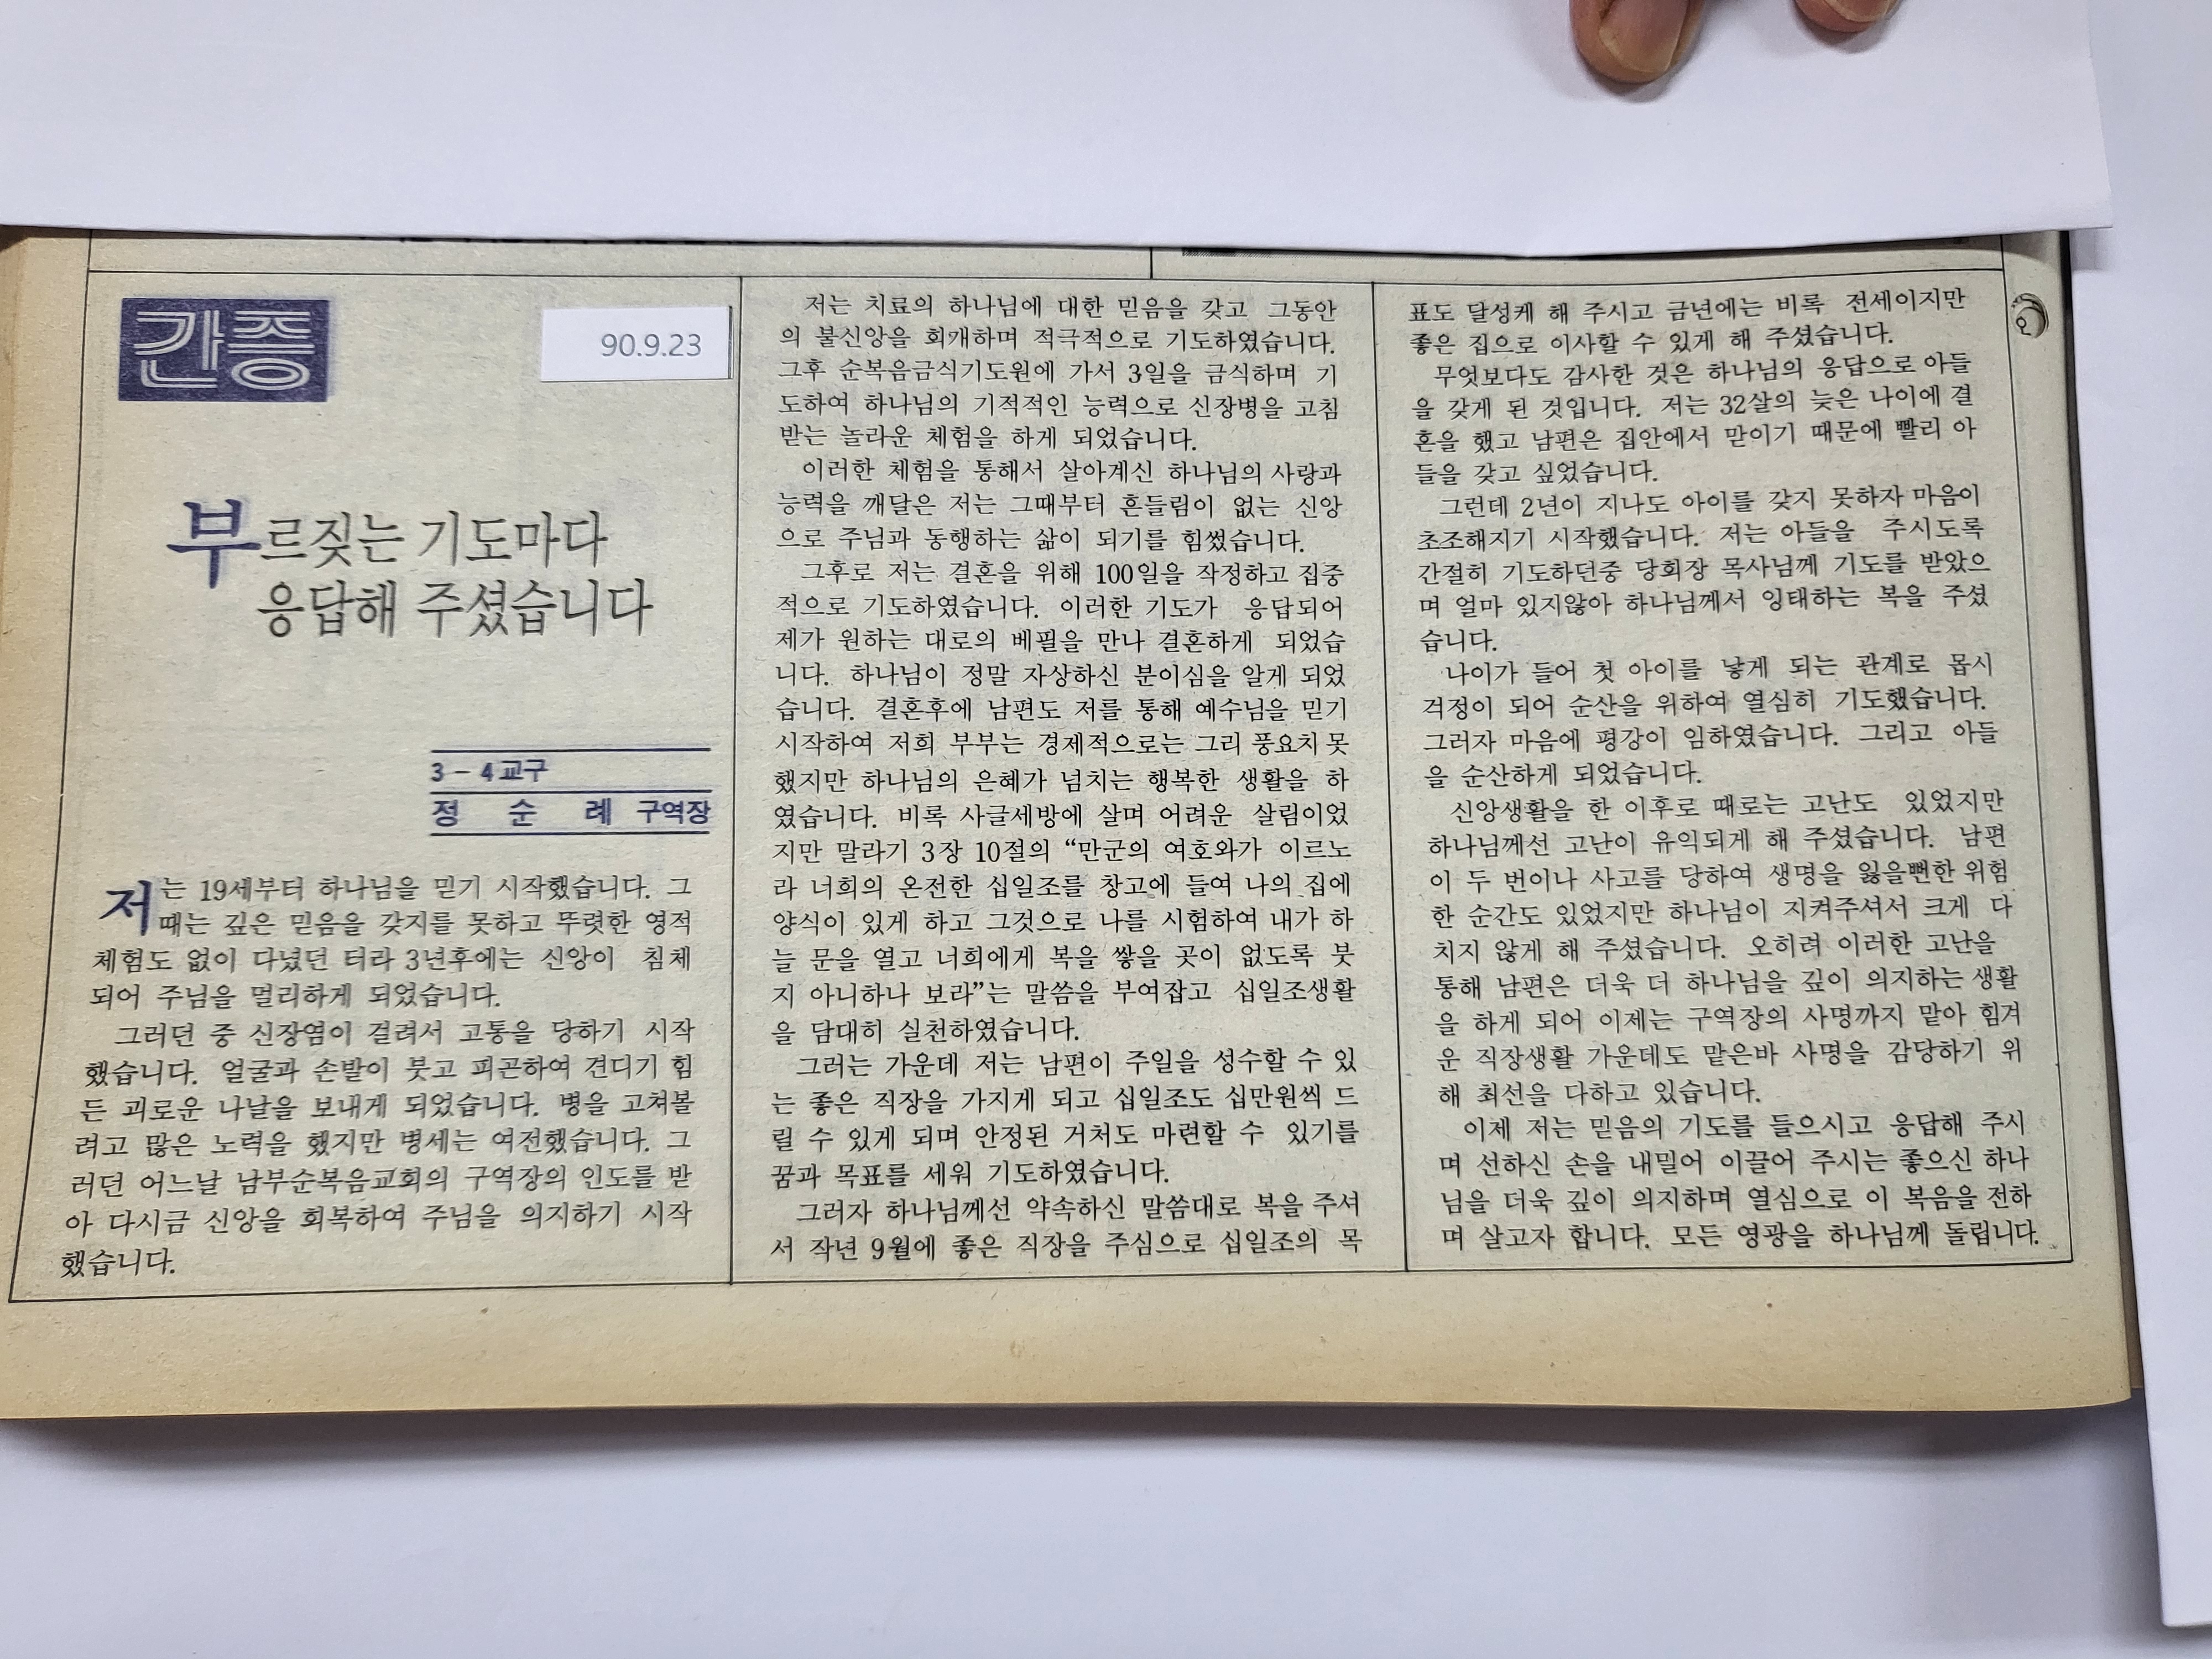 간증
90.9.23
부르짖는 기도마다
응답해 주셨습니다
3-4교구
정 순 례 구역장
저는 19세부터 하나님을 믿기 시작했습니다. 그
때는 깊은 믿음을 갖지를 못하고 뚜렷한 영적
체험도 없이 다녔던 터라 3년후에는 신앙이 침체
되어 주님을 멀리하게 되었습니다.
그러던 중 신장염이 걸려서 고통을 당하기 시작
했습니다. 얼굴과 손발이 붓고 피곤하여 견디기 힘
든 괴로운 나날을 보내게 되었습니다. 병을 고쳐볼
려고 많은 노력을 했지만 병세는 여전했습니다. 그
러던 어느날 남부순복음교회의 구역장의 인도를 받
아 다시금 신앙을 회복하여 주님을 의지하기 시작
했습니다.
저는 치료의 하나님에 대한 믿음을 갖고 그동안
의 불신앙을 회개하며 적극적으로 기도하였습니다.
그후 순복음금식기도원에 가서 3일을 금식하며 기
도하여 하나님의 기적적인 능력으로 신장병을 고침
받는 놀라운 체험을 하게 되었습니다.
이러한 체험을 통해서 살아계신 하나님의 사랑과
능력을 깨달은 저는 그때부터 흔들림이 없는 신앙
으로 주님과 동행하는 삶이 되기를 힘썼습니다.
그후로 저는 결혼을 위해 100일을 작정하고 집중
적으로 기도하였습니다. 이러한 기도가 응답되어
제가 원하는 대로의 베필을 만나 결혼하게 되었습
니다. 하나님이 정말 자상하신 분이심을 알게 되었
습니다. 결혼후에 남편도 저를 통해 예수님을 믿기
시작하여 저희 부부는 경제적으로는 그리 풍요치 못
했지만 하나님의 은혜가 넘치는 행복한 생활을 하
였습니다. 비록 사글세방에 살며 어려운 살림이었
지만 말라기 3장 10절의 “만군의 여호와가 이르노
라 너희의 온전한 십일조를 창고에 들여 나의 집에
양식이 있게 하고 그것으로 나를 시험하여 내가 하
늘 문을 열고 너희에게 복을 쌓을 곳이 없도록 붓
지 아니하나 보라”는 말씀을 부여잡고 십일조생활
을 담대히 실천하였습니다.
그러는 가운데 저는 남편이 주일을 성수할 수 있
는 좋은 직장을 가지게 되고 십일조도 십만원씩 드
릴 수 있게 되며 안정된 거처도 마련할 수 있기를
꿈과 목표를 세워 기도하였습니다.
그러자 하나님께선 약속하신 말씀대로 복을 주셔
서 작년 9월에 좋은 직장을 주심으로 십일조의 목
표도 달성케 해 주시고 금년에는 비록 전세이지만
좋은 집으로 이사할 수 있게 해 주셨습니다.
무엇보다도 감사한 것은 하나님의 응답으로 아들
을 갖게 된 것입니다. 저는 32살의 늦은 나이에 결
혼을 했고 남편은 집안에서 맏이기 때문에 빨리 아
들을 갖고 싶었습니다.
그런데 2년이 지나도 아이를 갖지 못하자 마음이
초조해지기 시작했습니다. 저는 아들을 주시도록
간절히 기도하던중 당회장 목사님께 기도를 받았으
며 얼마 있지않아 하나님께서 잉태하는 복을 주셨
습니다.
나이가 들어 첫 아이를 낳게 되는 관계로 몹시
걱정이 되어 순산을 위하여 열심히 기도했습니다.
그러자 마음에 평강이 임하였습니다. 그리고 아들
을 순산하게 되었습니다.
신앙생활을 한 이후로 때로는 고난도 있었지만
하나님께선 고난이 유익되게 해 주셨습니다. 남편
이 두 번이나 사고를 당하여 생명을 잃을뻔한 위험
한 순간도 있었지만 하나님이 지켜주셔서 크게 다
치지 않게 해 주셨습니다. 오히려 이러한 고난을
통해 남편은 더욱 더 하나님을 깊이 의지하는 생활
을 하게 되어 이제는 구역장의 사명까지 맡아 힘겨
운 직장생활 가운데도 맡은바 사명을 감당하기 위
해 최선을 다하고 있습니다.
이제 저는 믿음의 기도를 들으시고 응답해 주시
며 선하신 손을 내밀어 이끌어 주시는 좋으신 하나
님을 더욱 깊이 의지하며 열심으로 이 복음을 전하
며 살고자 합니다. 모든 영광을 하나님께 돌립니다.